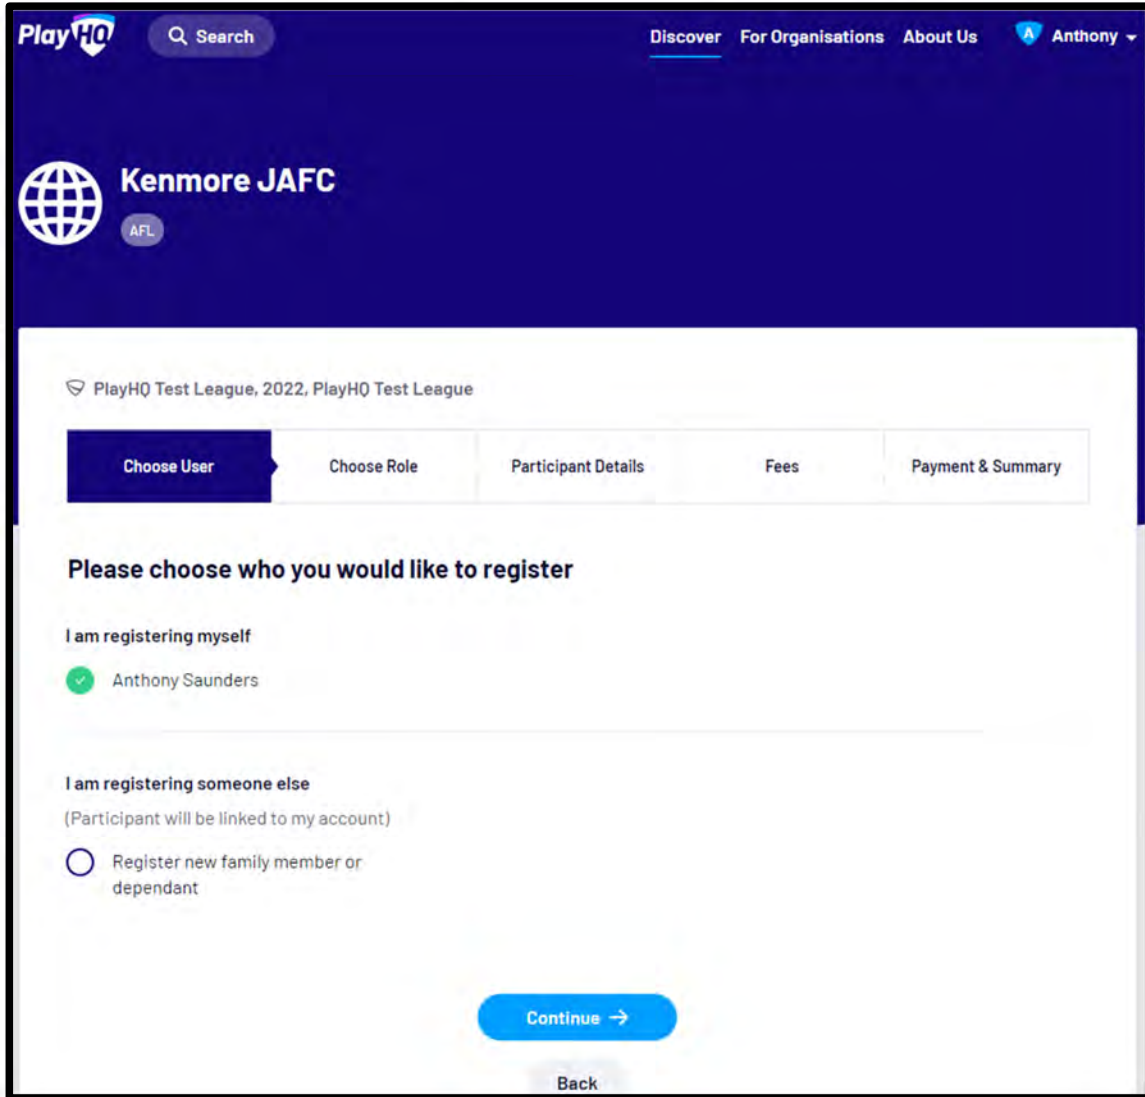 PlayHQ
Search
Discover For Organisations About Us A Anthony
Kenmore JAFC
AFL
PlayHQ Test League, 2022, PlayHQ Test League
Choose User Choose Role Participant Details Fees Payment & Summary
Please choose who you would like to register
I am registering myself
Anthony Saunders
I am registering someone else
(Participant will be linked to my account)
Register new family member or
dependant
Continue →
Back